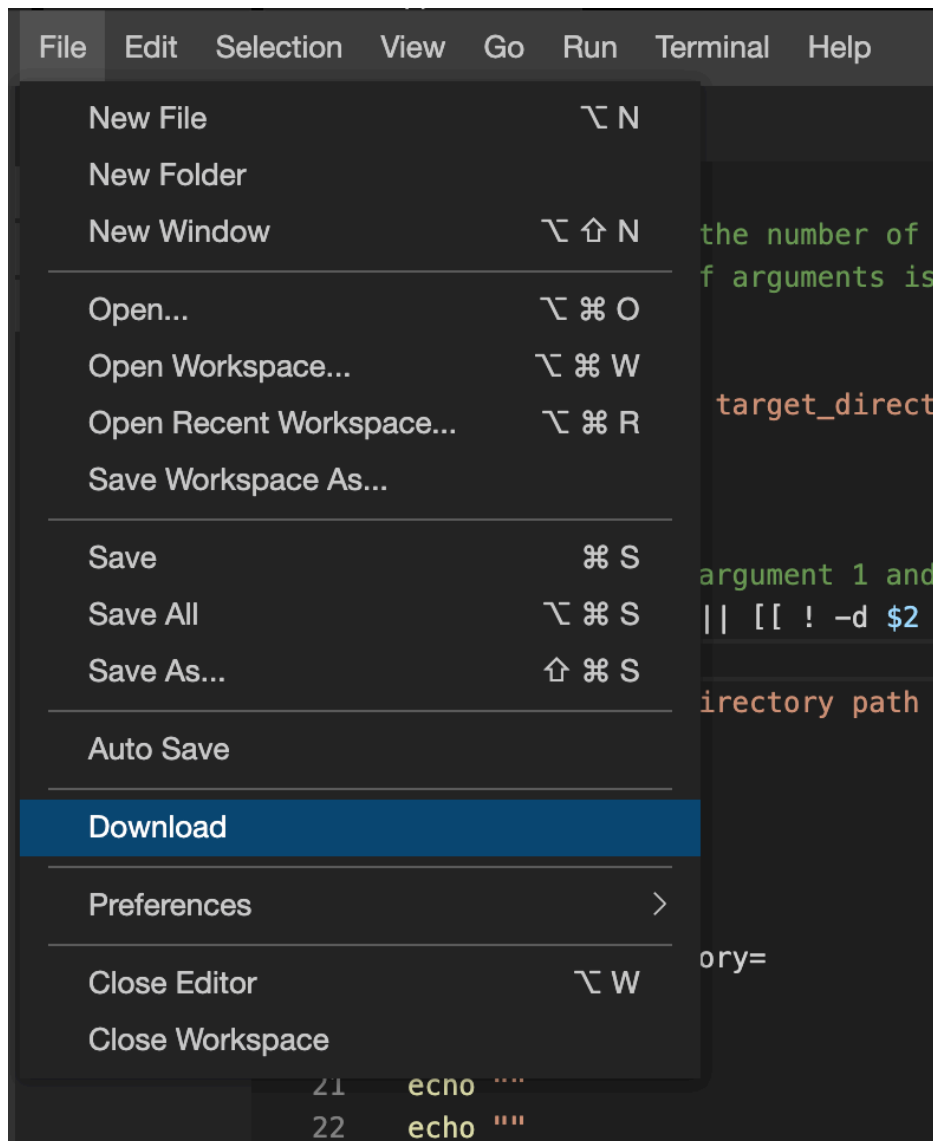 File Edit Selection View Go Run Terminal Help
New File ⌥ N
New Folder
New Window ⌥ ⇧ N
the number of
f arguments is
Open... ⌥ ⌘ O
Open Workspace... ⌥ ⌘ W
target_direct
Open Recent Workspace... ⌥ ⌘ R
Save Workspace As...
Save ⌘ S
argument 1 and
Save All ⌥ ⌘ S
|| [[ ! -d $2
Save As... ⇧ ⌘ S
irectory path
Auto Save
Download
Preferences >
ory=
Close Editor ⌥ W
Close Workspace
21 echo ""
22 echo ""